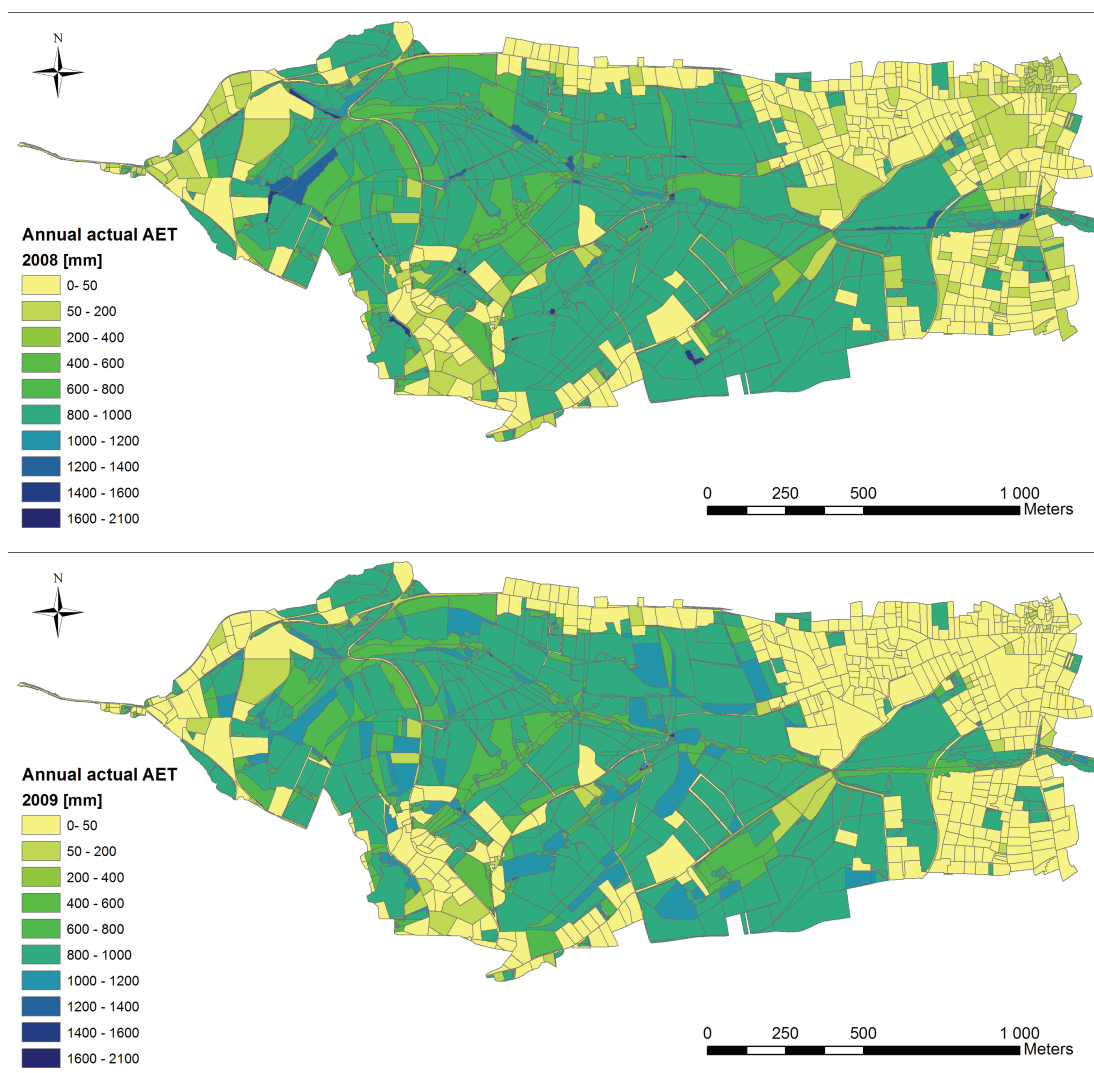 N
Annual actual AET
2008 [mm]
0- 50
50 - 200
200 - 400
400 - 600
600 - 800
800 - 1000
1000 - 1200
1200 - 1400
1400 - 1600
1600 - 2100
0 250 500 1 000
Meters
N
Annual actual AET
2009 [mm]
0- 50
50 - 200
200 - 400
400 - 600
600 - 800
800 - 1000
1000 - 1200
1200 - 1400
1400 - 1600
1600 - 2100
0 250 500 1 000
Meters